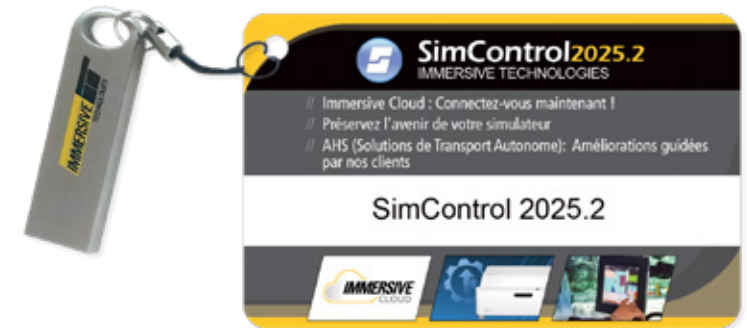 IMMERSIVE
TECHNOLOGIES
SimControl2025.2
IMMERSIVE TECHNOLOGIES
// Immersive Cloud : Connectez-vous maintenant !
// Préservez l'avenir de votre simulateur
// AHS (Solutions de Transport Autonome): Améliorations guidées
par nos clients
SimControl 2025.2
IMMERSIVE
CLOUD